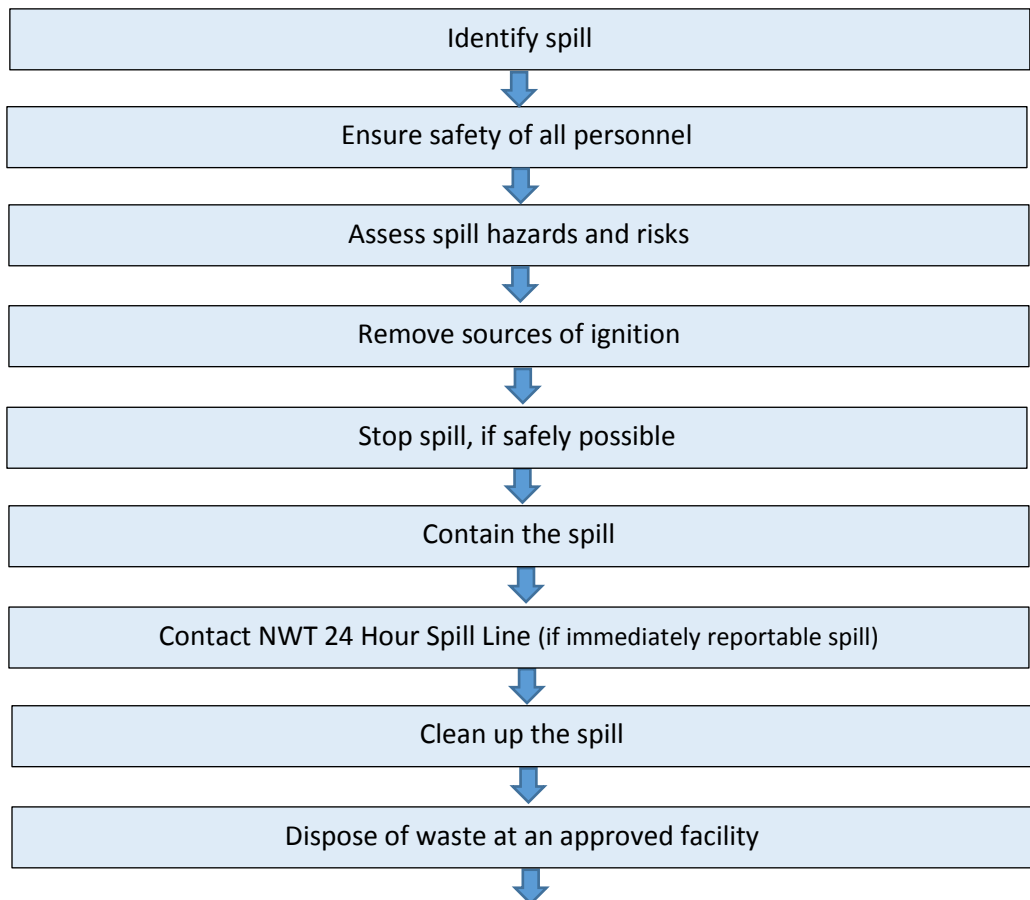 Identify spill
Ensure safety of all personnel
Assess spill hazards and risks
Remove sources of ignition
Stop spill, if safely possible
Contain the spill
Contact NWT 24 Hour Spill Line (if immediately reportable spill)
Clean up the spill
Dispose of waste at an approved facility